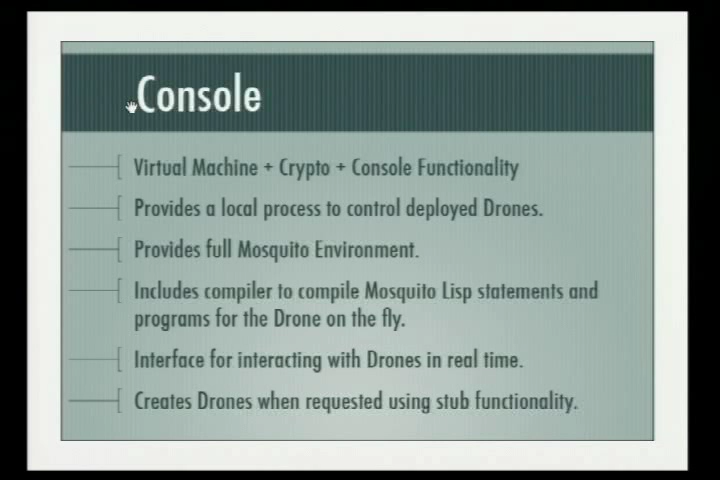 Console
Virtual Machine + Crypto + Console Functionality
Provides a local process to control deployed Drones.
Provides full Mosquito Environment.
Includes compiler to compile Mosquito Lisp statements and
programs for the Drone on the fly.
Interface for interacting with Drones in real time.
Creates Drones when requested using stub functionality.